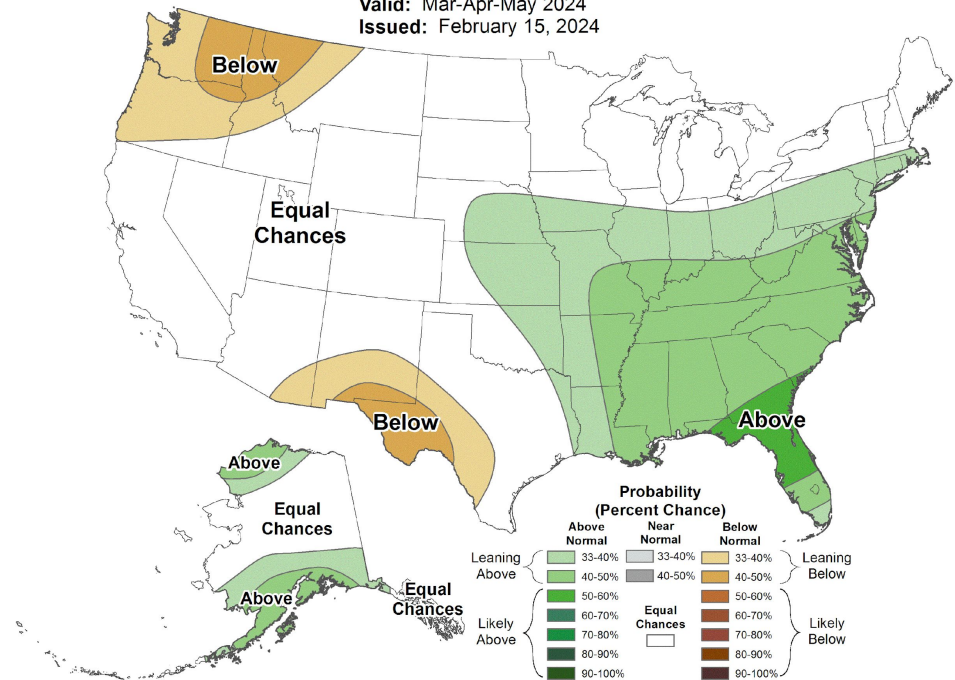 Valid: Mar-Apr-May 2024
Issued: February 15, 2024
Below
Equal
Chances
Below
Above
Above
Equal
Chances
Above
Equal
Chances
Probability
(Percent Chance)
Above
Normal
Near
Normal
Below
Normal
Leaning
Above
33-40%
33-40%
33-40%
Leaning
Below
40-50%
40-50%
40-50%
Likely
Above
50-60%
60-70%
70-80%
80-90%
90-100%
Equal
Chances
50-60%
60-70%
70-80%
80-90%
90-100%
Likely
Below